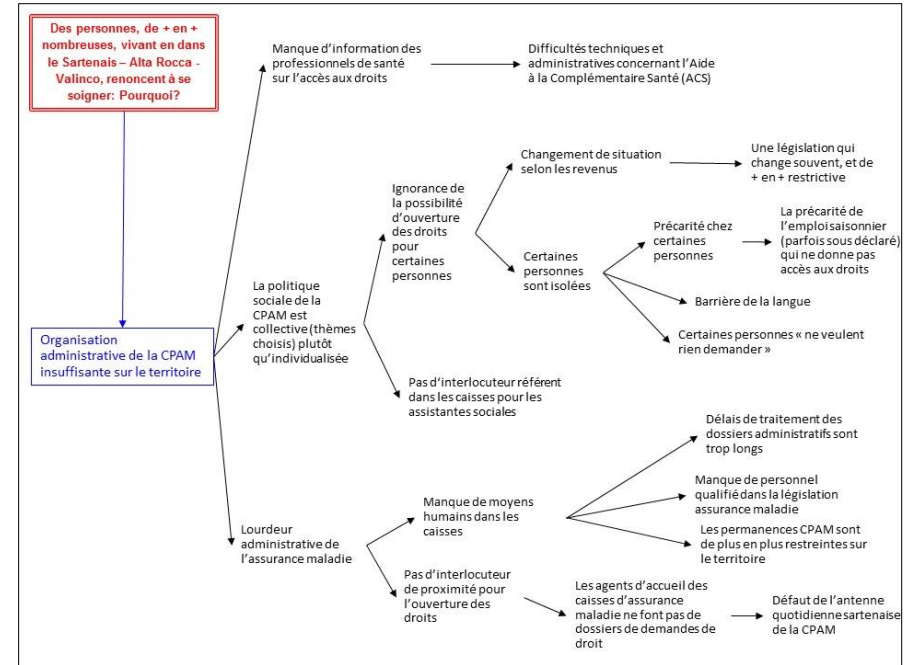 Des personnes, de + en +
nombreuses, vivant en dans
le Sartenais – Alta Rocca -
Valinco, renoncent à se
soigner: Pourquoi?
Organisation
administrative de la CPAM
insuffisante sur le territoire
Manque d’information des
professionnels de santé
sur l’accès aux droits
Difficultés techniques et
administratives concernant l’Aide
à la Complémentaire Santé (ACS)
La politique
sociale de la
CPAM est
collective (thèmes
choisis) plutôt
qu’individualisée
Ignorance de
la possibilité
d’ouverture
des droits
pour
certaines
personnes
Changement de situation
selon les revenus
Une législation qui
change souvent, et de
+ en + restrictive
Certaines
personnes
sont isolées
Précarité chez
certaines
personnes
La précarité de
l’emploi saisonnier
(parfois sous déclaré)
qui ne donne pas
accès aux droits
Barrière de la langue
Certaines personnes « ne veulent
rien demander »
Pas d’interlocuteur référent
dans les caisses pour les
assistantes sociales
Lourdeur
administrative de
l’assurance maladie
Manque de moyens
humains dans les
caisses
Délais de traitement des
dossiers administratifs sont
trop longs
Manque de personnel
qualifié dans la législation
assurance maladie
Les permanences CPAM sont
de plus en plus restreintes sur
le territoire
Pas d’interlocuteur
de proximité pour
l’ouverture des
droits
Les agents d’accueil des
caisses d’assurance
maladie ne font pas de
dossiers de demandes de
droit
Défaut de l’antenne
quotidienne sartenaise
de la CPAM